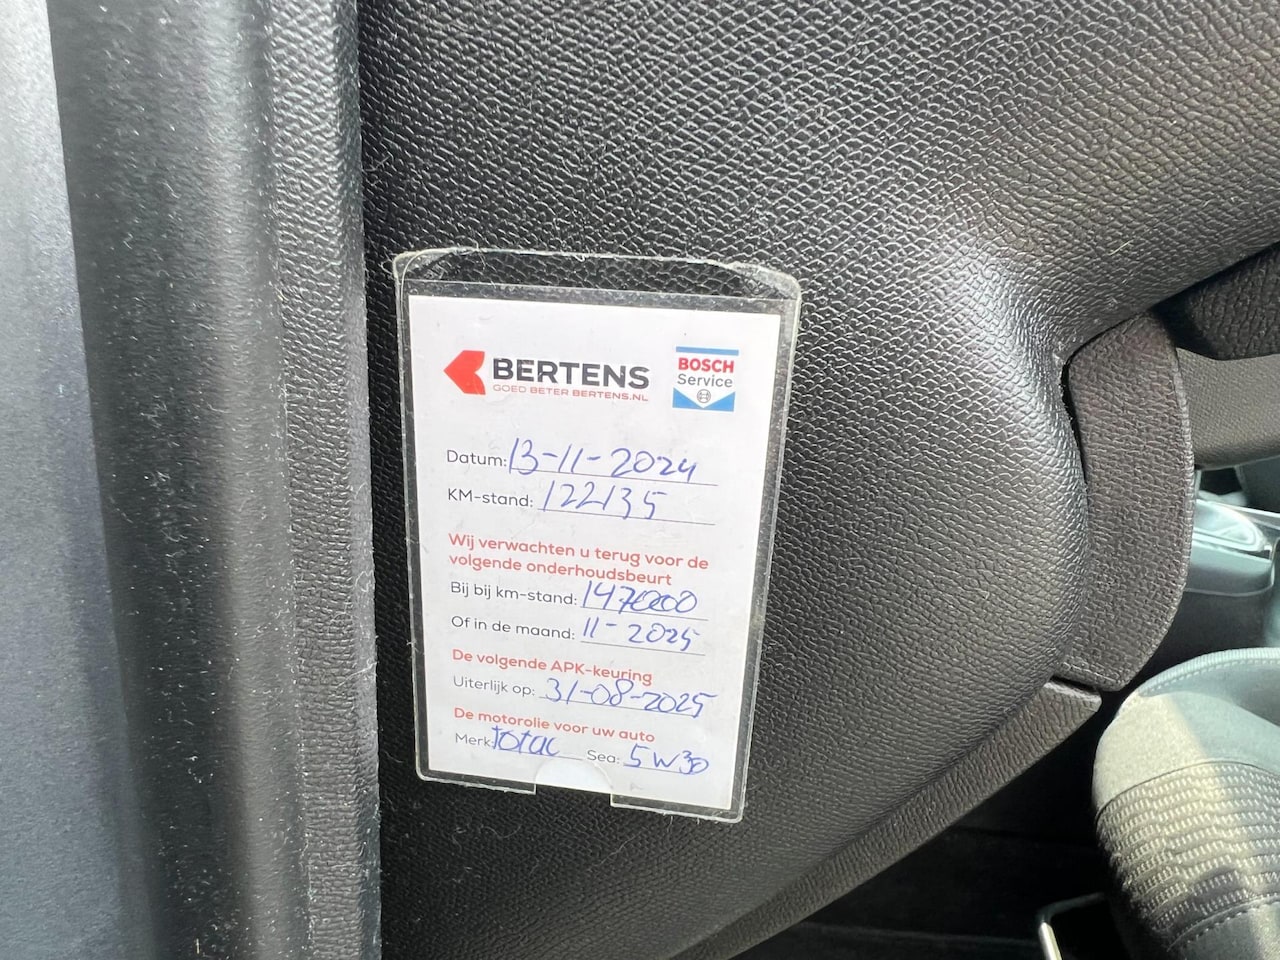 BERTENS
GOED BETER BERTENS.NL
BOSCH
Service
Datum: 13-11-2024
KM-stand: 122135
Wij verwachten u terug voor de
volgende onderhoudsbeurt
Bij bij km-stand: 147000
Of in de maand: 11-2025
De volgende APK-keuring
Uiterlijk op: 31-08-2025
De motorolie voor uw auto
Merk: totac Sea: 5W30